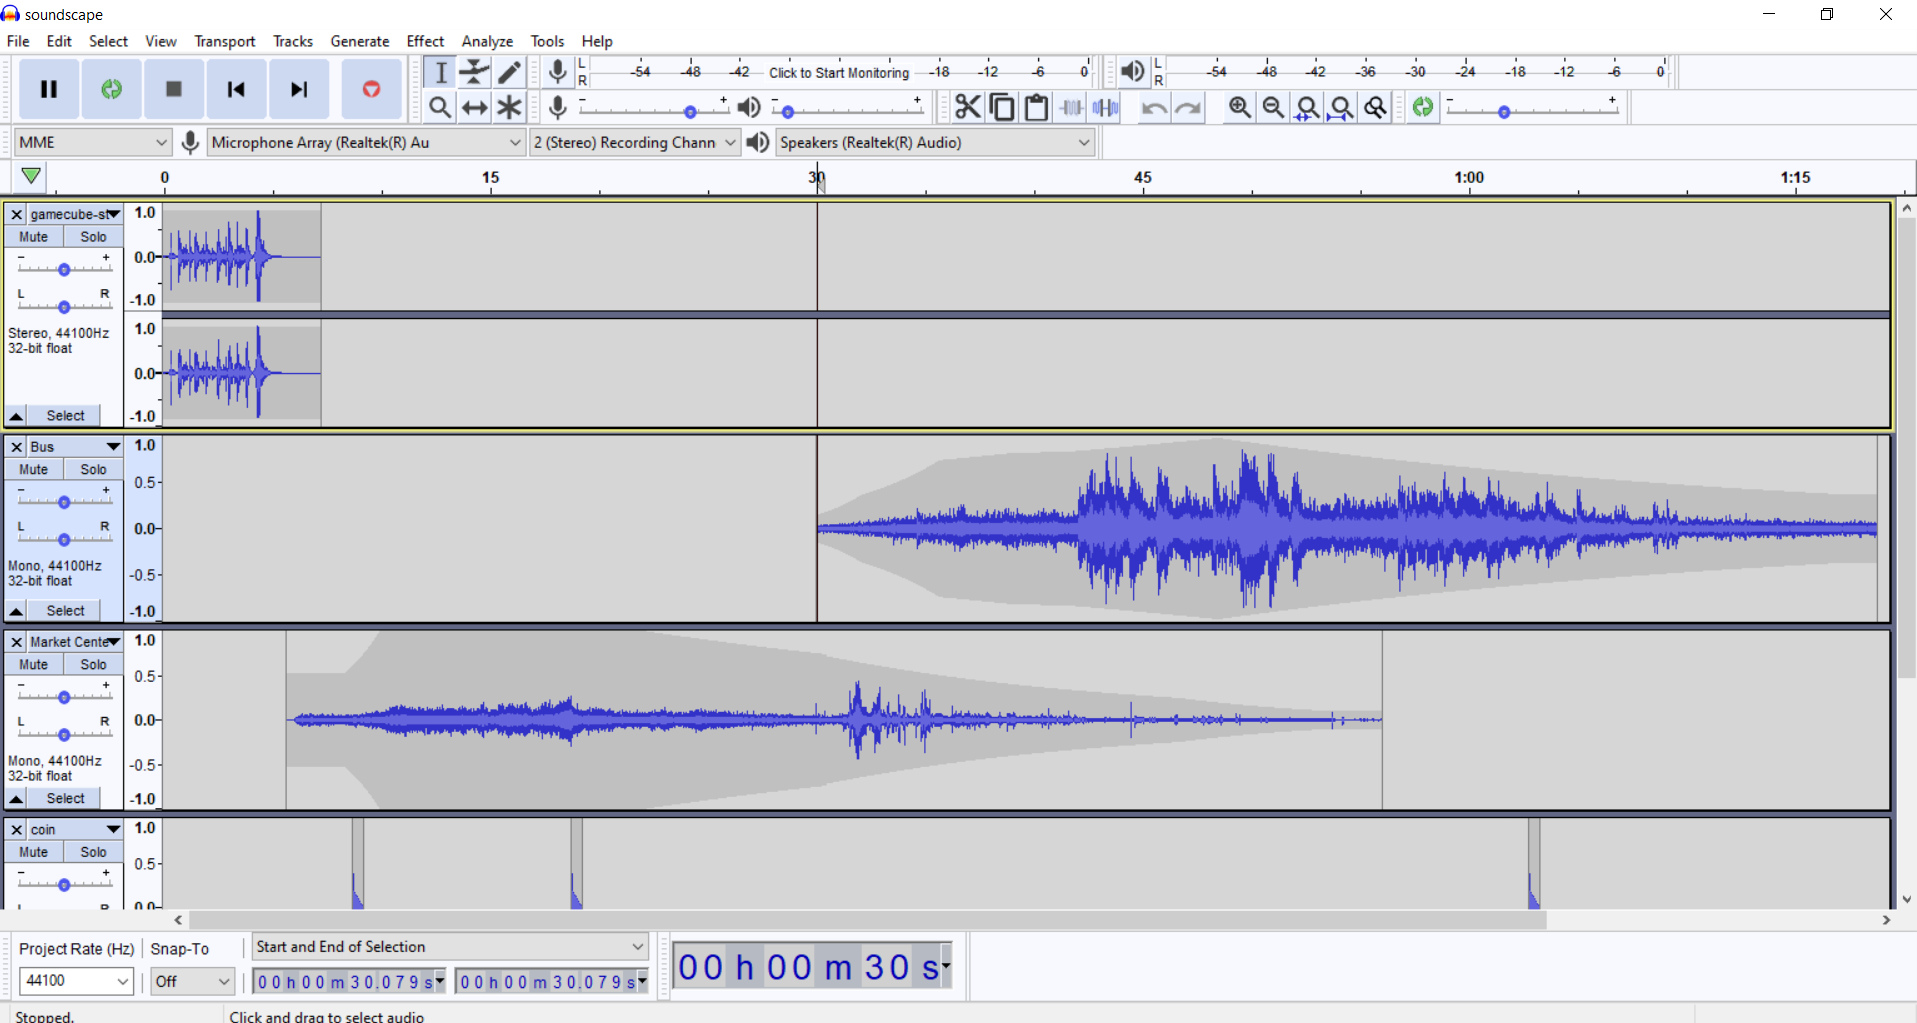 soundscape
File Edit Select View Transport Tracks Generate Effect Analyze Tools Help
L R -54 -48 -42 Click to Start Monitoring -18 -12 -6 0 L R -54 -48 -42 -36 -30 -24 -18 -12 -6 0
- + - + - +
MME Microphone Array (Realtek(R) Au 2 (Stereo) Recording Chann Speakers (Realtek(R) Audio)
0 15 30 45 1:00 1:15
gamecube-st 1.0
Mute Solo
- + 0.0
L R -1.0
Stereo, 44100Hz 1.0
32-bit float
0.0
Select -1.0
Bus 1.0
Mute Solo
- + 0.5
L R 0.0
Mono, 44100Hz
32-bit float -0.5
Select -1.0
Market Cente 1.0
Mute Solo
- + 0.5
L R 0.0
Mono, 44100Hz
32-bit float -0.5
Select -1.0
coin 1.0
Mute Solo
- + 0.5
L R 0.0
Project Rate (Hz) Snap-To Start and End of Selection
44100 Off 00 h 00 m 30.079 s 00 h 00 m 30.079 s 00 h 00 m 30 s
Stopped. Click and drag to select audio